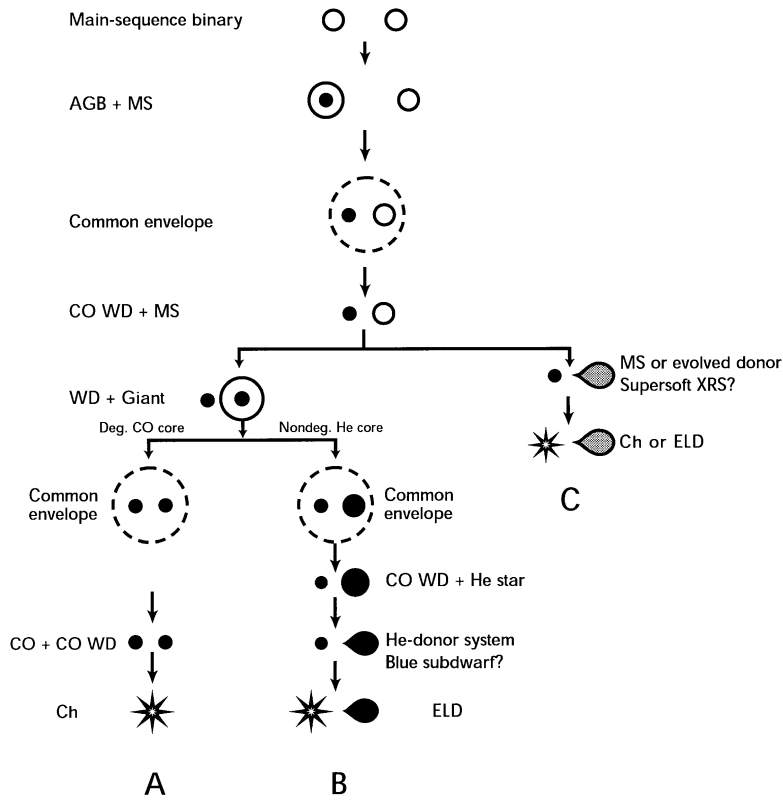 Main-sequence binary
AGB + MS
Common envelope
CO WD + MS
MS or evolved donor
Supersoft XRS?
WD + Giant
Deg. CO core
Nondeg. He core
Ch or ELD
C
Common
envelope
Common
envelope
CO WD + He star
CO + CO WD
He-donor system
Blue subdwarf?
Ch
ELD
A
B